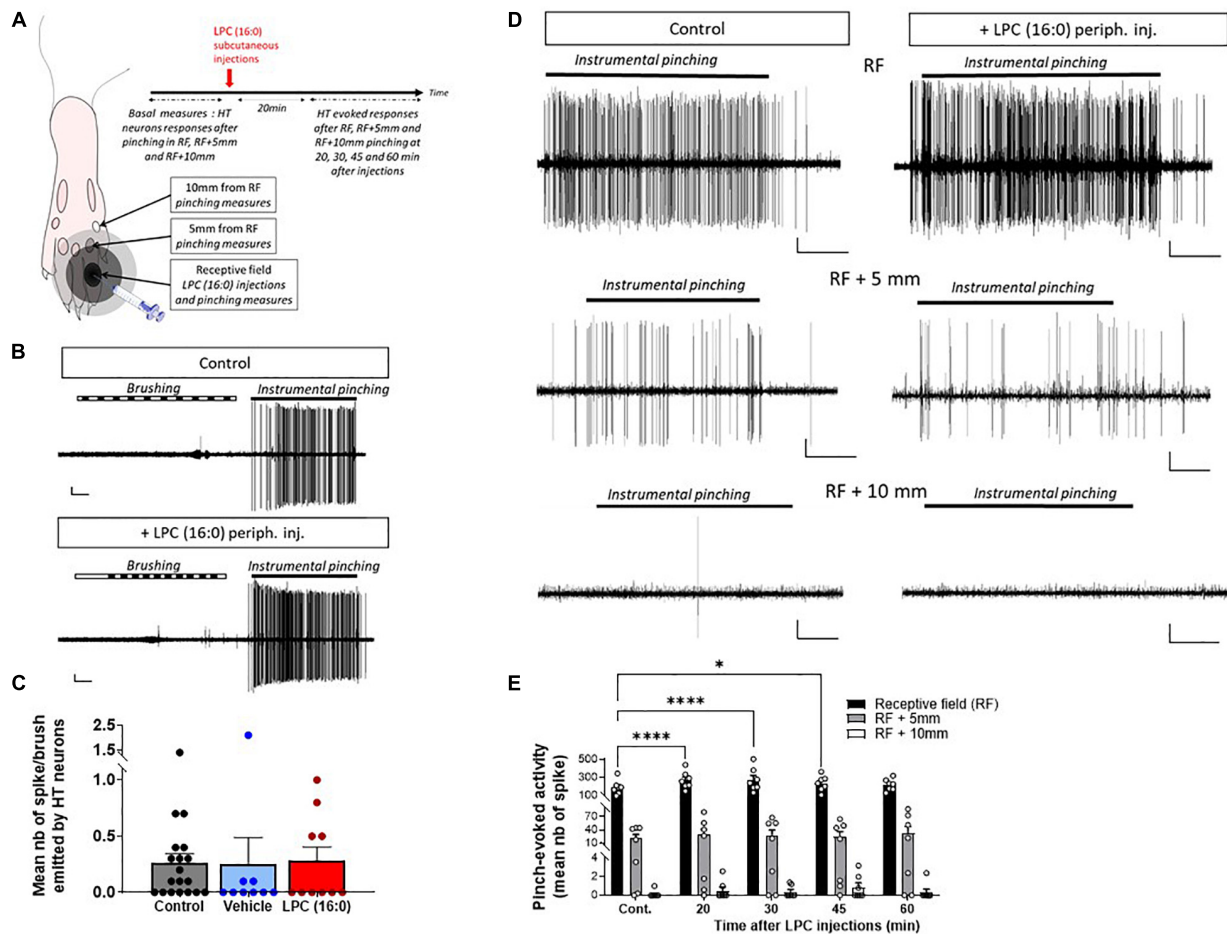 A
LPC (16:0)
subcutaneous
injections
Time
20min
Basal measures : HT
neurons responses after
pinching in RF, RF+5mm
and RF+10mm
HT evoked responses
after RF, RF+5mm and
RF+10mm pinching at
20, 30, 45 and 60 min
after injections
10mm from RF
pinching measures
5mm from RF
pinching measures
Receptive field
LPC (16:0) injections
and pinching measures
B
Control
Brushing
Instrumental pinching
+ LPC (16:0) periph. inj.
Brushing
Instrumental pinching
C
Mean nb of spike/brush
emitted by HT neurons
2.5
1.5
1.0
0.5
0.0
Control
Vehicle
LPC (16:0)
D
Control
+ LPC (16:0) periph. inj.
RF
Instrumental pinching
Instrumental pinching
RF + 5 mm
Instrumental pinching
Instrumental pinching
RF + 10 mm
Instrumental pinching
Instrumental pinching
E
*
****
****
Receptive field (RF)
RF + 5mm
RF + 10mm
Pinch-evoked activity
(mean nb of spike)
500
300
100
70
40
10
4
2
0
Cont.
20
30
45
60
Time after LPC injections (min)